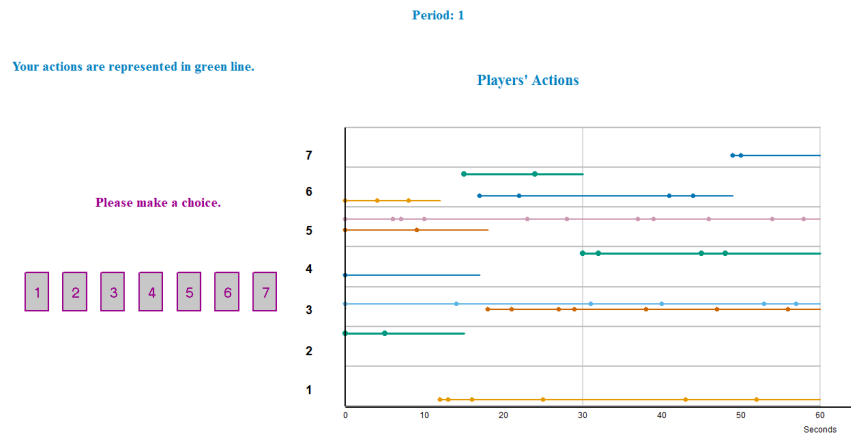 Period: 1
Your actions are represented in green line.
Players' Actions
Please make a choice.
1 2 3 4 5 6 7
7
6
5
4
3
2
1
0 10 20 30 40 50 60
Seconds